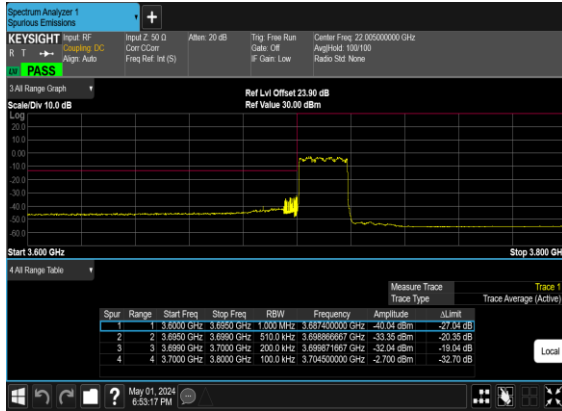 Spectrum Analyzer 1
Spurious Emissions
+
KEYSIGHT Input: RF Input Z: 50 Ω Atten: 20 dB Trig: Free Run Center Freq: 22.005000000 GHz
R T Coupling: DC Corr CCorr Gate: Off Avg|Hold: 100/100
Align: Auto Freq Ref: Int (S) IF Gain: Low Radio Std: None
PASS
3 All Range Graph
Ref Lvl Offset 23.90 dB
Scale/Div 10.0 dB Ref Value 30.00 dBm
Log
20.0
10.0
0.00
-10.0
-20.0
-30.0
-40.0
-50.0
-60.0
Start 3.600 GHz Stop 3.800 GH
4 All Range Table
Measure Trace Trace 1
Trace Type Trace Average (Active)
Spur Range Start Freq Stop Freq RBW Frequency Amplitude ΔLimit
1 1 3.6000 GHz 3.6950 GHz 1.000 MHz 3.687400000 GHz -40.04 dBm -27.04 dB
2 2 3.6950 GHz 3.6990 GHz 510.0 kHz 3.698866667 GHz -33.35 dBm -20.35 dB
3 3 3.6990 GHz 3.7000 GHz 200.0 kHz 3.699871667 GHz -32.04 dBm -19.04 dB
4 4 3.7000 GHz 3.8000 GHz 100.0 kHz 3.704500000 GHz -2.700 dBm -32.70 dB
Local
? May 01, 2024
6:53:17 PM